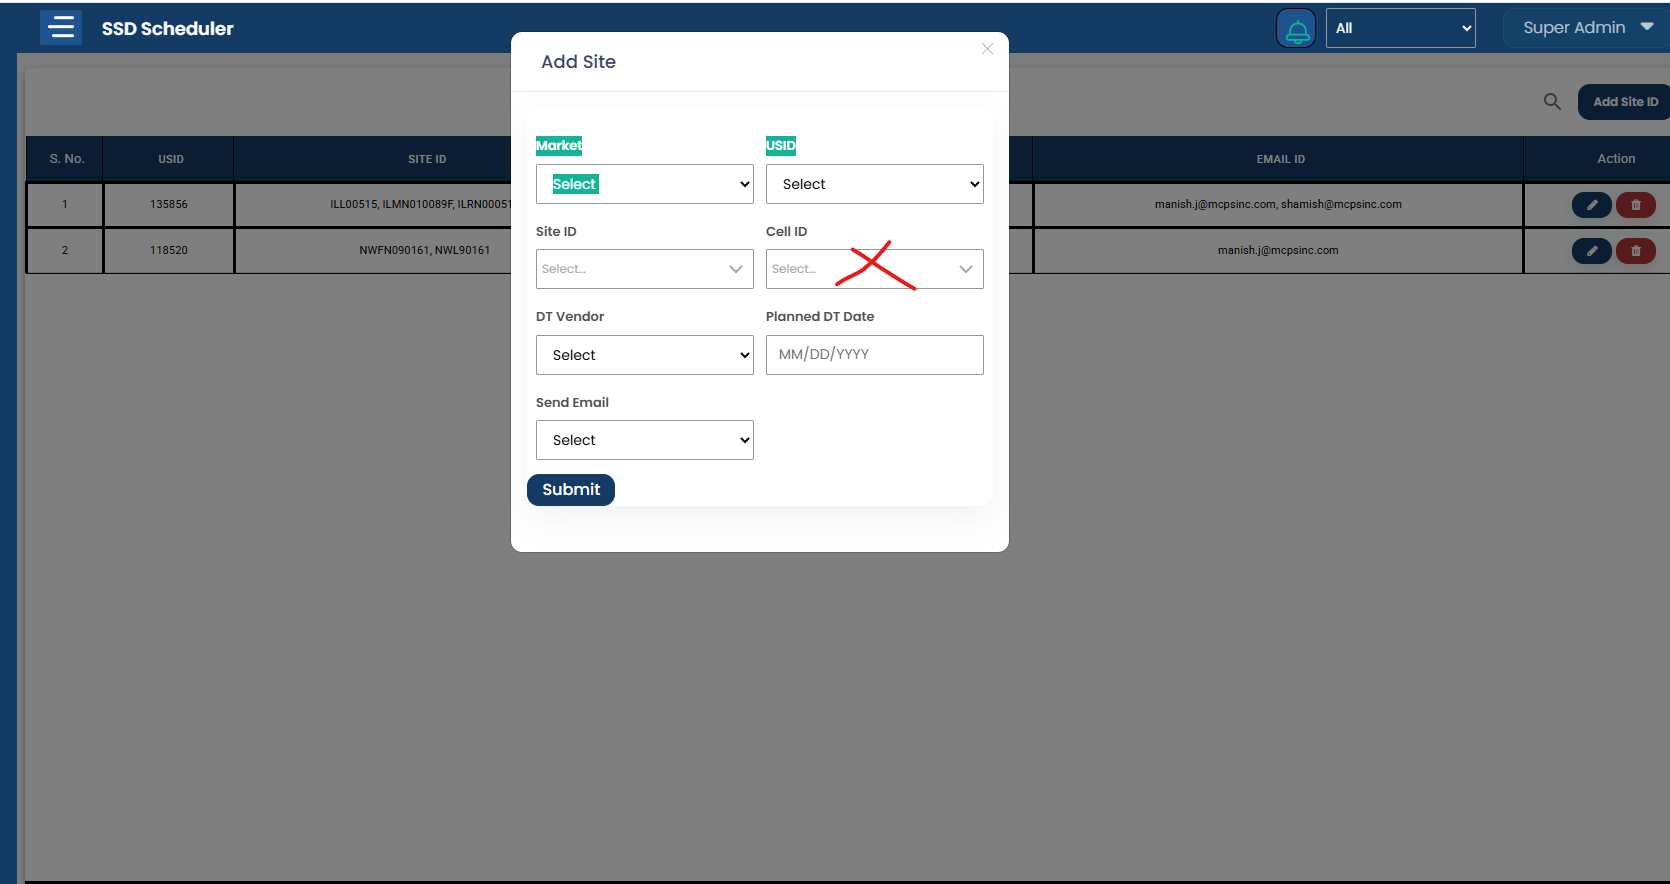 SSD Scheduler
All
Super Admin
Add Site
Add Site ID
S. No. USID SITE ID EMAIL ID Action
1 135856 ILL00515, ILMN010089F, ILRN00051 manish.j@mcpsinc.com, shamish@mcpsinc.com
2 118520 NWFN090161, NWL90161 manish.j@mcpsinc.com
Market USID
Select Select
Site ID Cell ID
Select... Select...
DT Vendor Planned DT Date
Select MM/DD/YYYY
Send Email
Select
Submit